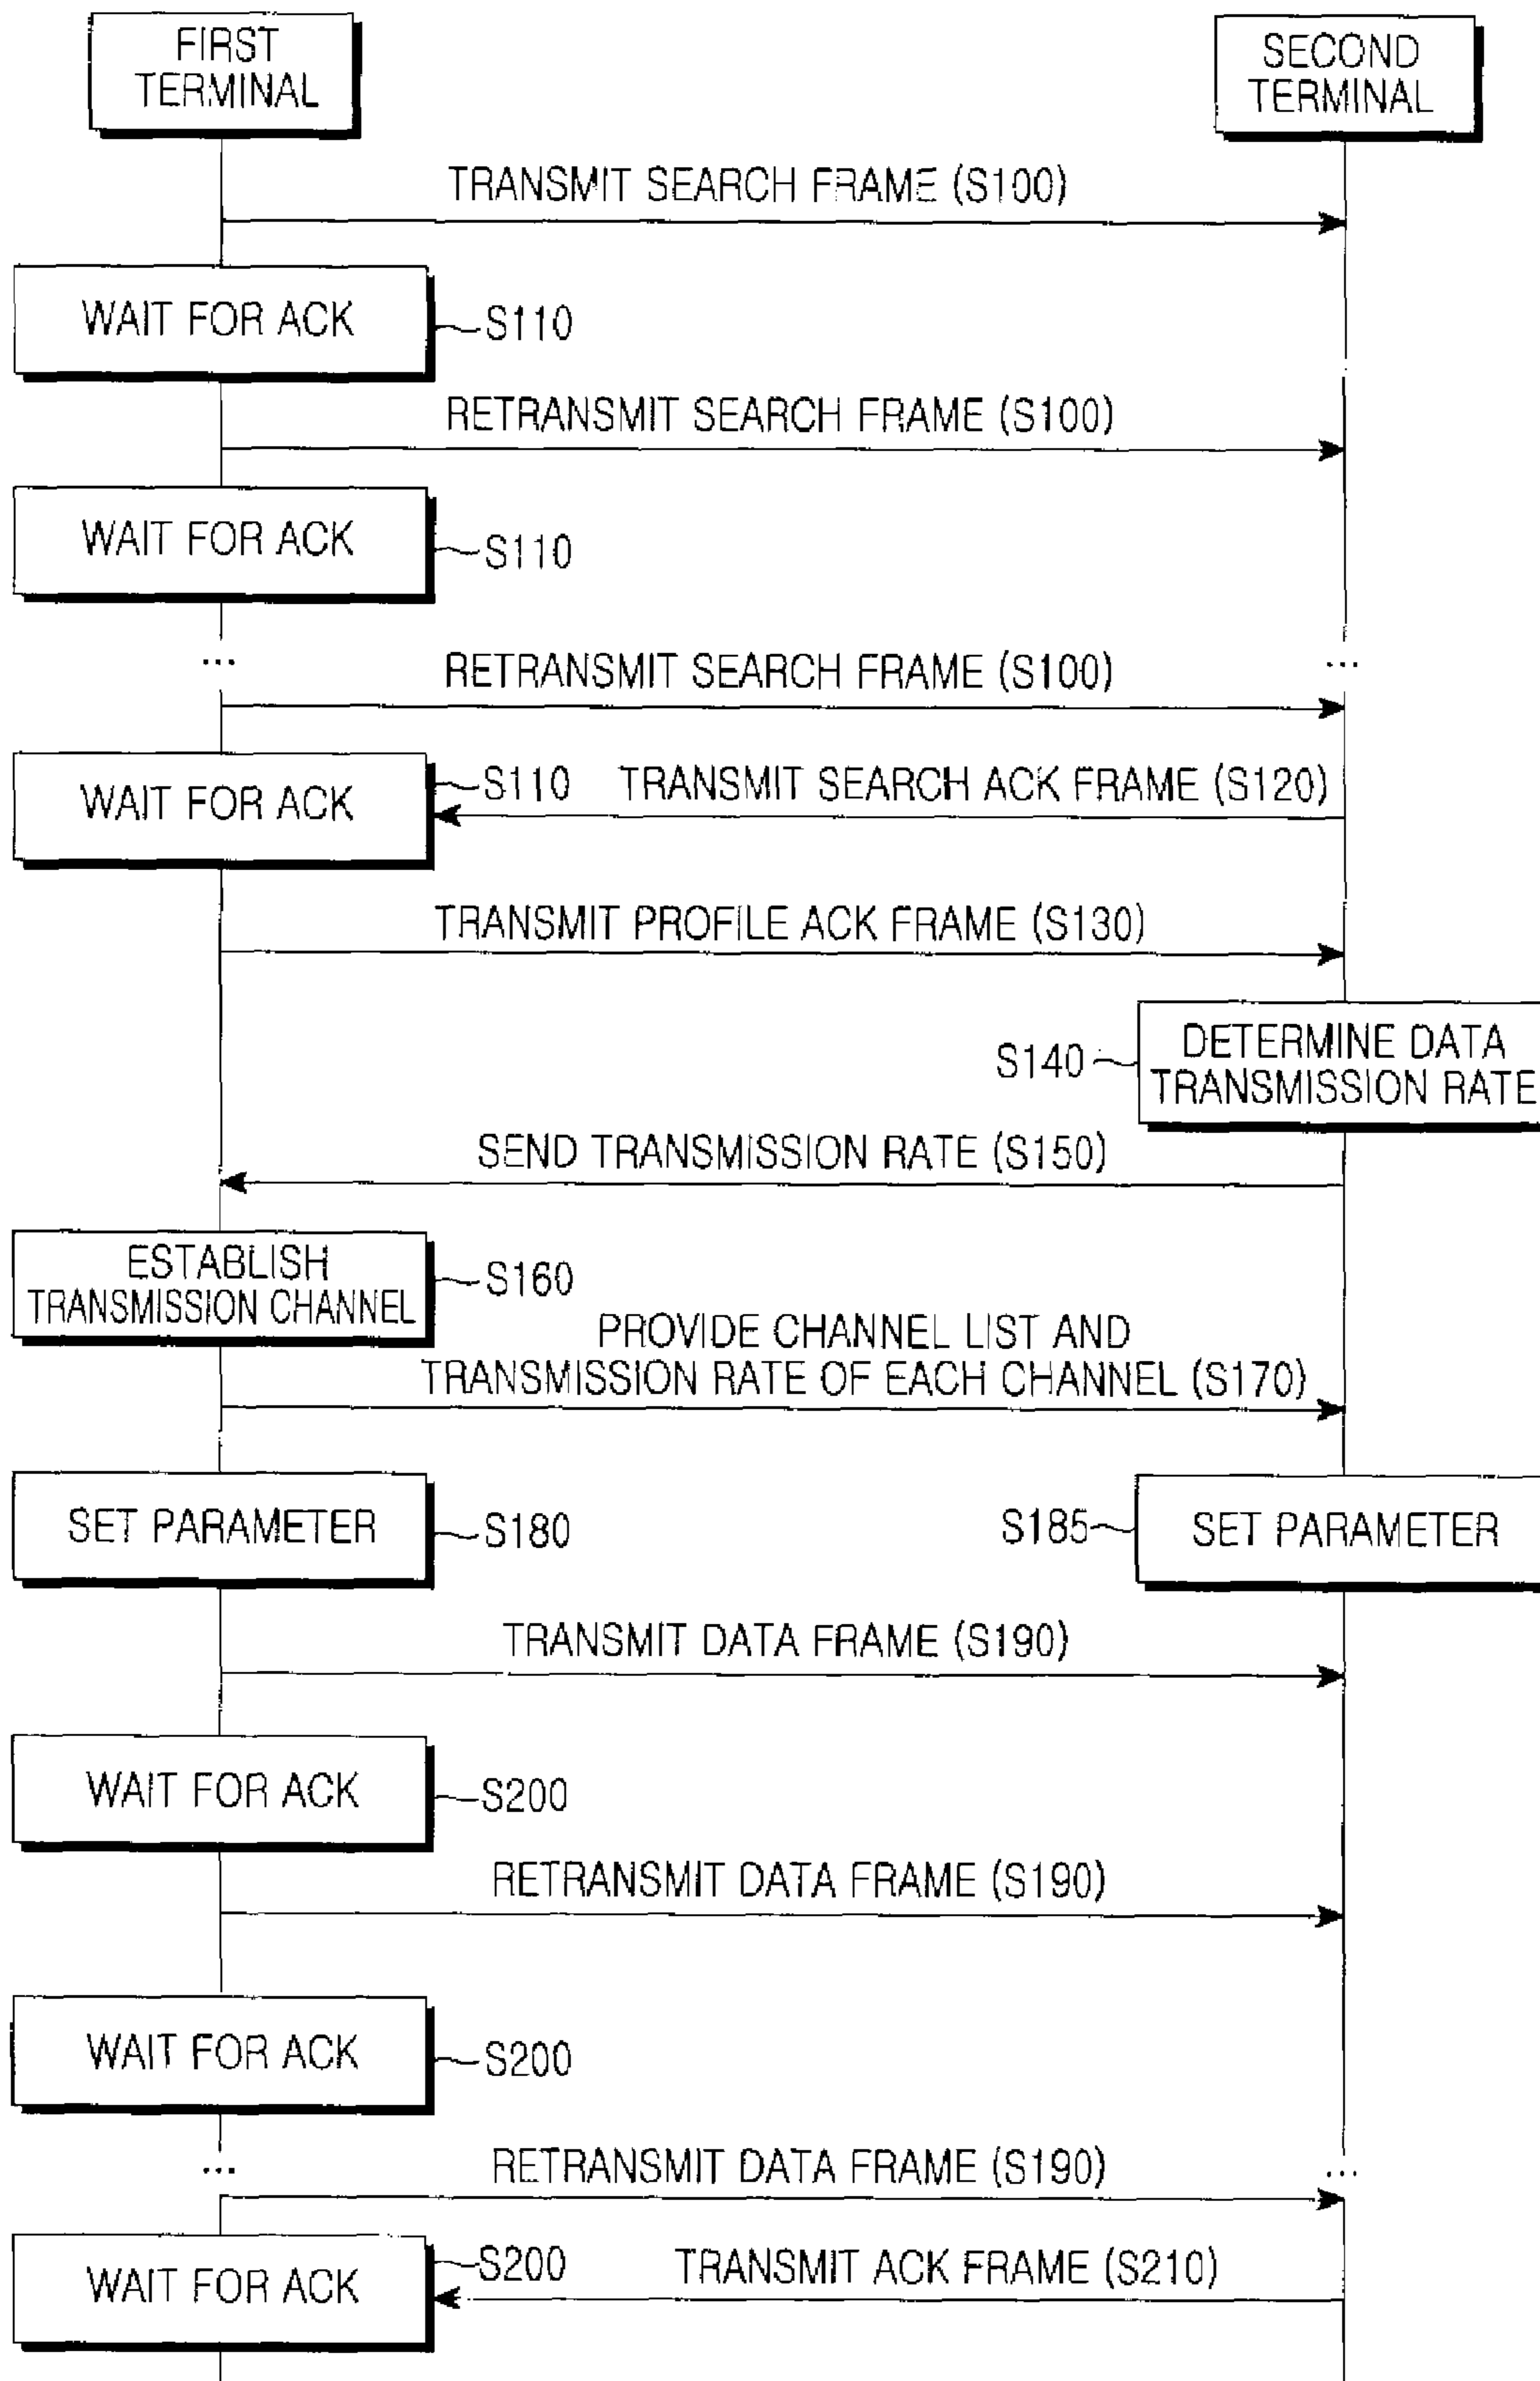 FIRST
TERMINAL
SECOND
TERMINAL
TRANSMIT SEARCH FRAME (S100)
WAIT FOR ACK
S110
RETRANSMIT SEARCH FRAME (S100)
WAIT FOR ACK
S110
...
...
RETRANSMIT SEARCH FRAME (S100)
WAIT FOR ACK
S110
TRANSMIT SEARCH ACK FRAME (S120)
TRANSMIT PROFILE ACK FRAME (S130)
S140
DETERMINE DATA
TRANSMISSION RATE
SEND TRANSMISSION RATE (S150)
ESTABLISH
TRANSMISSION CHANNEL
S160
PROVIDE CHANNEL LIST AND
TRANSMISSION RATE OF EACH CHANNEL (S170)
SET PARAMETER
S180
S185
SET PARAMETER
TRANSMIT DATA FRAME (S190)
WAIT FOR ACK
S200
RETRANSMIT DATA FRAME (S190)
WAIT FOR ACK
S200
...
...
RETRANSMIT DATA FRAME (S190)
WAIT FOR ACK
S200
TRANSMIT ACK FRAME (S210)